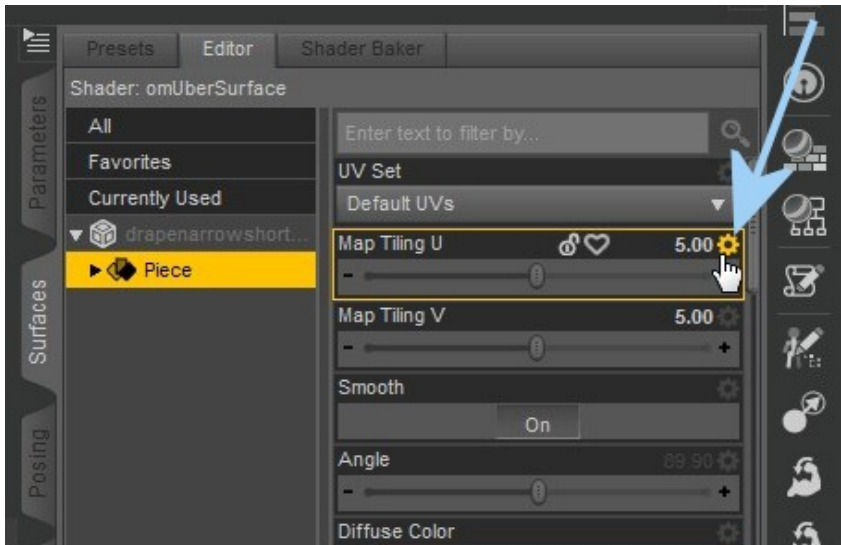 Presets
Editor
Shader Baker
Shader: omUberSurface
All
Favorites
Currently Used
drapenarrowshort...
Piece
Parameters
Surfaces
Posing
Enter text to filter by...
UV Set
Default UVs
Map Tiling U
5.00
Map Tiling V
5.00
Smooth
On
Angle
89.90
Diffuse Color